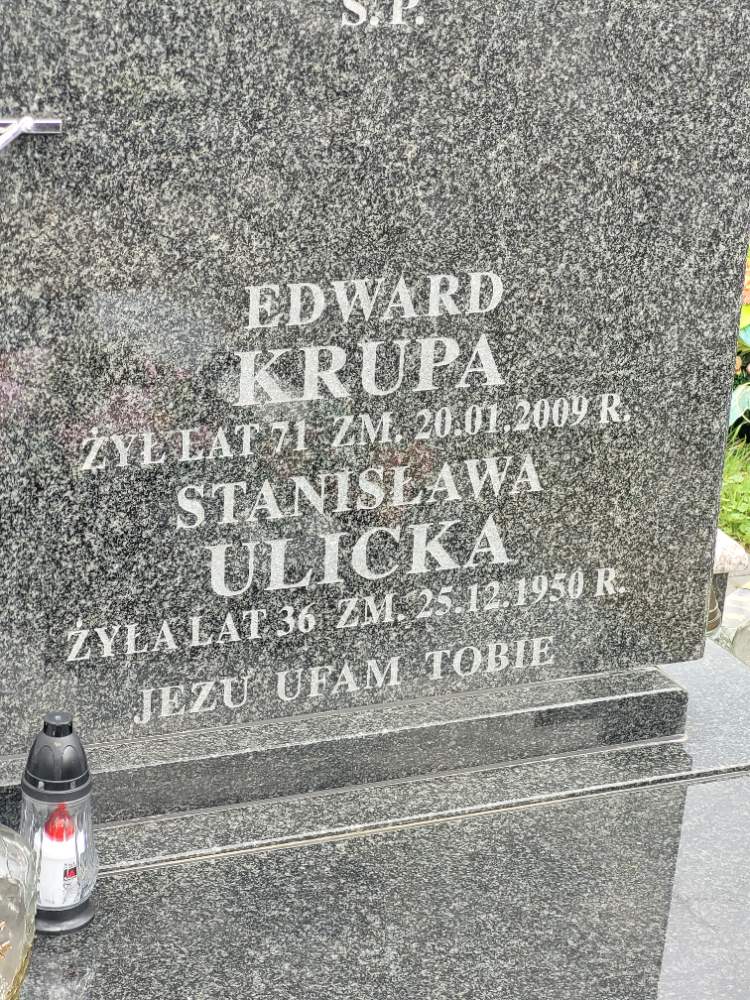 Ś.P.
EDWARD
KRUPA
ŻYŁ LAT 71 ZM. 20.01.2009 R.
STANISŁAWA
ULICKA
ŻYŁA LAT 36 ZM. 25.12.1950 R.
JEZU UFAM TOBIE